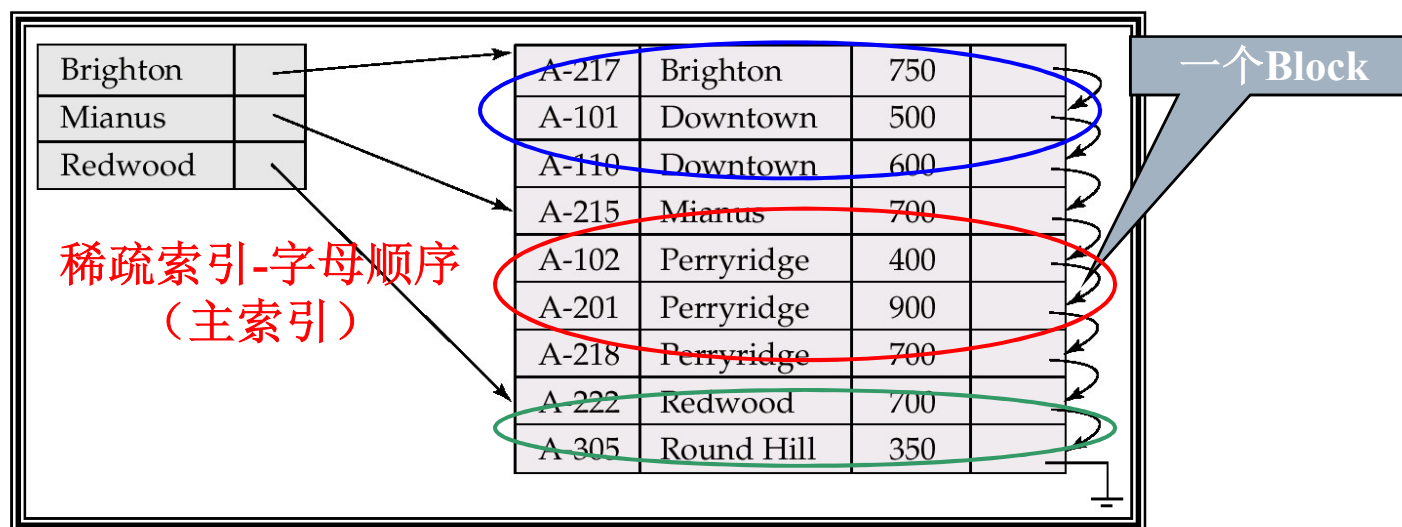 Brighton
Mianus
Redwood
A-217 Brighton 750
A-101 Downtown 500
A-110 Downtown 600
A-215 Mianus 700
A-102 Perryridge 400
A-201 Perryridge 900
A-218 Perryridge 700
A-222 Redwood 700
A-305 Round Hill 350
一个Block
稀疏索引-字母顺序
（主索引）